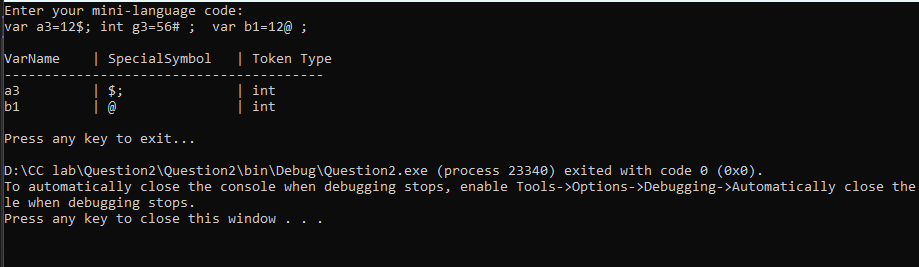 Enter your mini-language code:
var a3=12$; int g3=56# ;  var b1=12@ ;
VarName    | SpecialSymbol    | Token Type
----------------------------------------
a3         | $;               | int
b1         | @                | int
Press any key to exit...
D:\CC lab\Question2\Question2\bin\Debug\Question2.exe (process 23340) exited with code 0 (0x0).
To automatically close the console when debugging stops, enable Tools->Options->Debugging->Automatically close the
le when debugging stops.
Press any key to close this window . . .